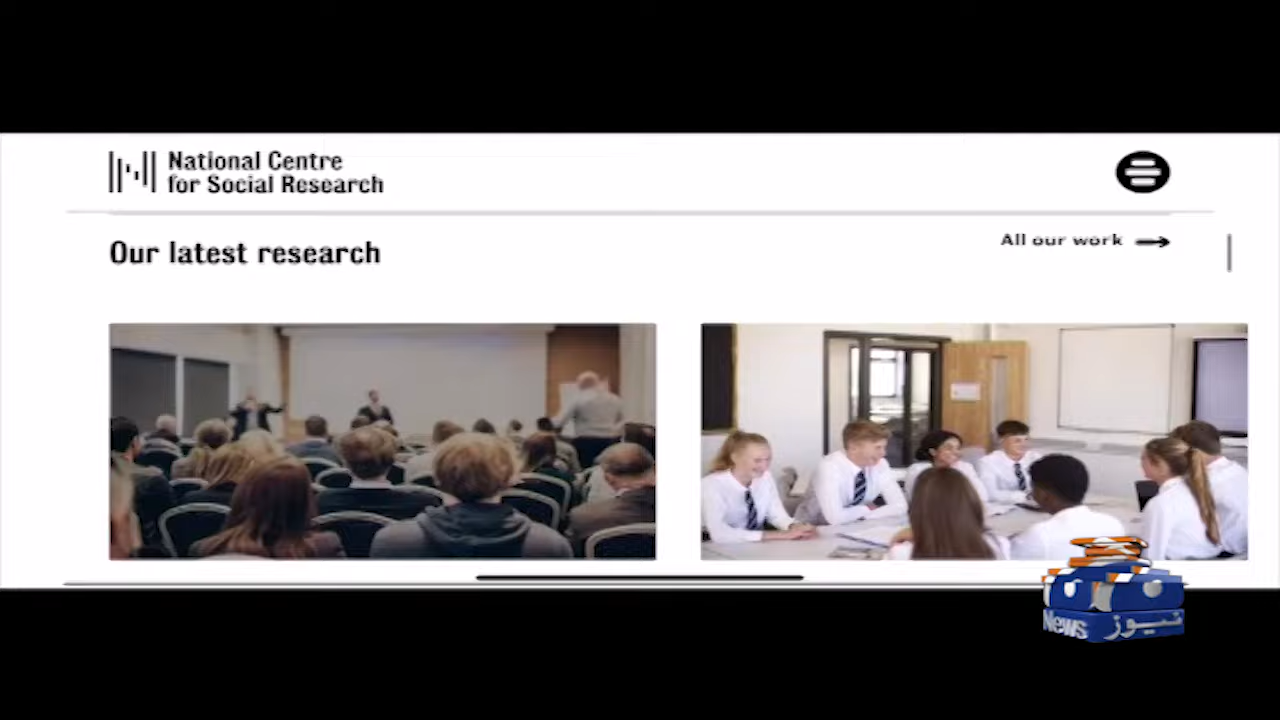 National Centre
for Social Research
Our latest research
All our work
News نیوز